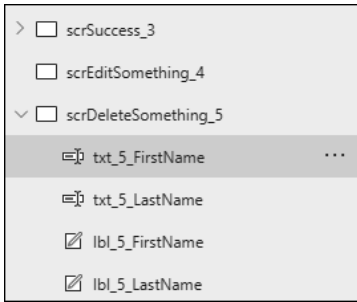 scrSuccess_3
scrEditSomething_4
scrDeleteSomething_5
txt_5_FirstName
txt_5_LastName
lbl_5_FirstName
lbl_5_LastName